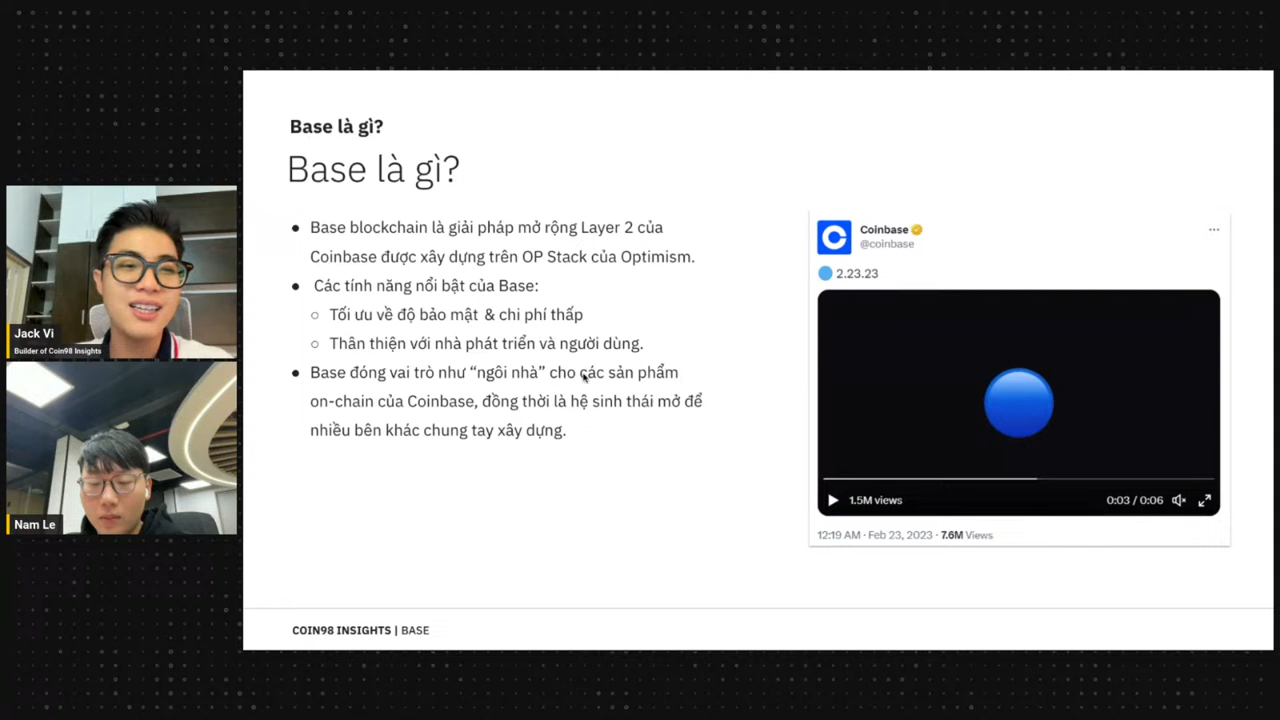 Base là gì?
Base là gì?
● Base blockchain là giải pháp mở rộng Layer 2 của
Coinbase được xây dựng trên OP Stack của Optimism.
● Các tính năng nổi bật của Base:
○ Tối ưu về độ bảo mật & chi phí thấp
○ Thân thiện với nhà phát triển và người dùng.
● Base đóng vai trò như “ngôi nhà” cho các sản phẩm
on-chain của Coinbase, đồng thời là hệ sinh thái mở để
nhiều bên khác chung tay xây dựng.
Coinbase
@coinbase
2.23.23
1.5M views
0:03 / 0:06
12:19 AM · Feb 23, 2023 · 7.6M Views
Jack Vi
Builder of Coin98 Insights
Nam Le
COIN98 INSIGHTS | BASE